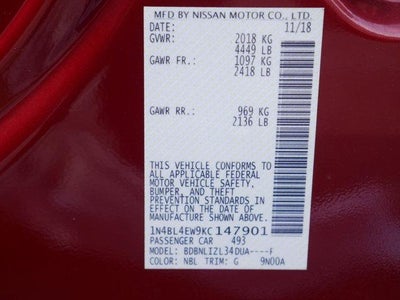 MFD BY NISSAN MOTOR CO., LTD.
DATE: 11/18
GVWR: 2018 KG
4449 LB
GAWR FR.: 1097 KG
2418 LB
GAWR RR.: 969 KG
2136 LB
THIS VEHICLE CONFORMS TO
ALL APPLICABLE FEDERAL
MOTOR VEHICLE SAFETY,
BUMPER, AND THEFT
PREVENTION STANDARDS IN
EFFECT ON THE DATE OF
MANUFACTURE SHOWN ABOVE.
1N4BL4EW9KC147901
PASSENGER CAR 493
MODEL: BDBNLIZL34DUA----F
COLOR: NBL TRIM: G 9N00A